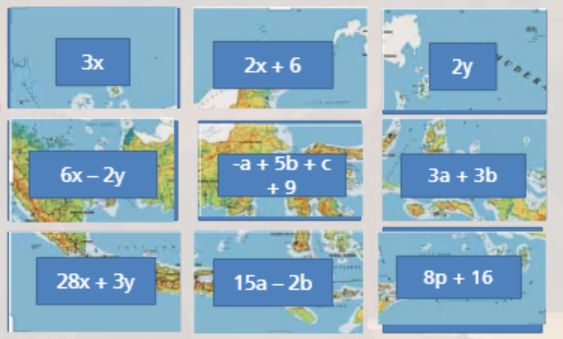 3x
2x + 6
2y
6x – 2y
-a + 5b + c
+ 9
3a + 3b
28x + 3y
15a – 2b
8p + 16